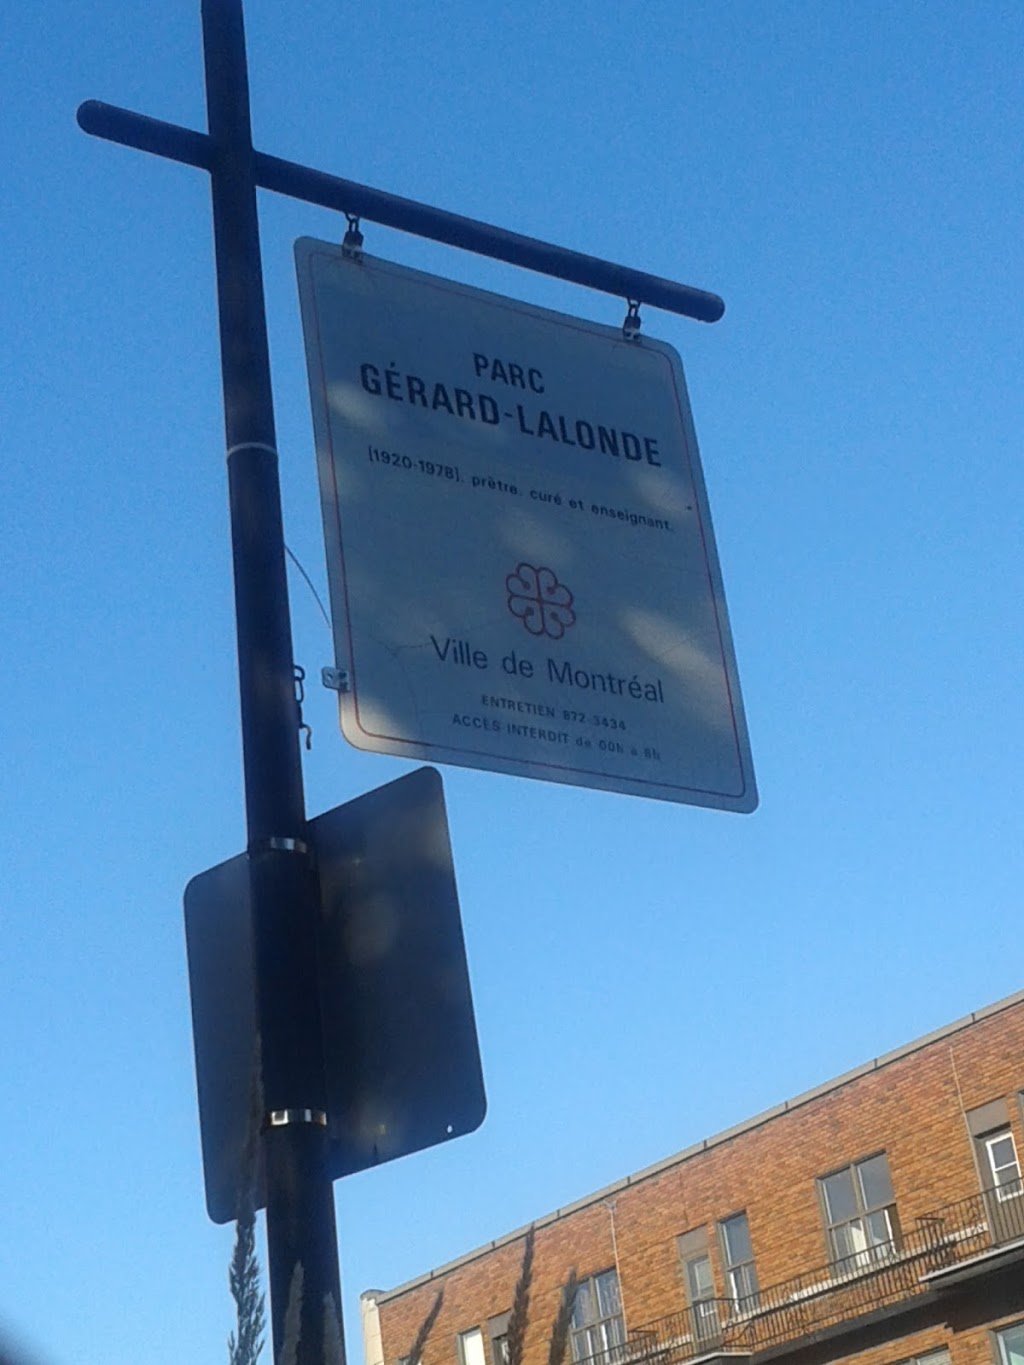 PARC
GÉRARD-LALONDE
(1920-1978), prêtre, curé et enseignant.
Ville de Montréal
ENTRETIEN 872-3434
ACCÈS INTERDIT de 00h à 6h